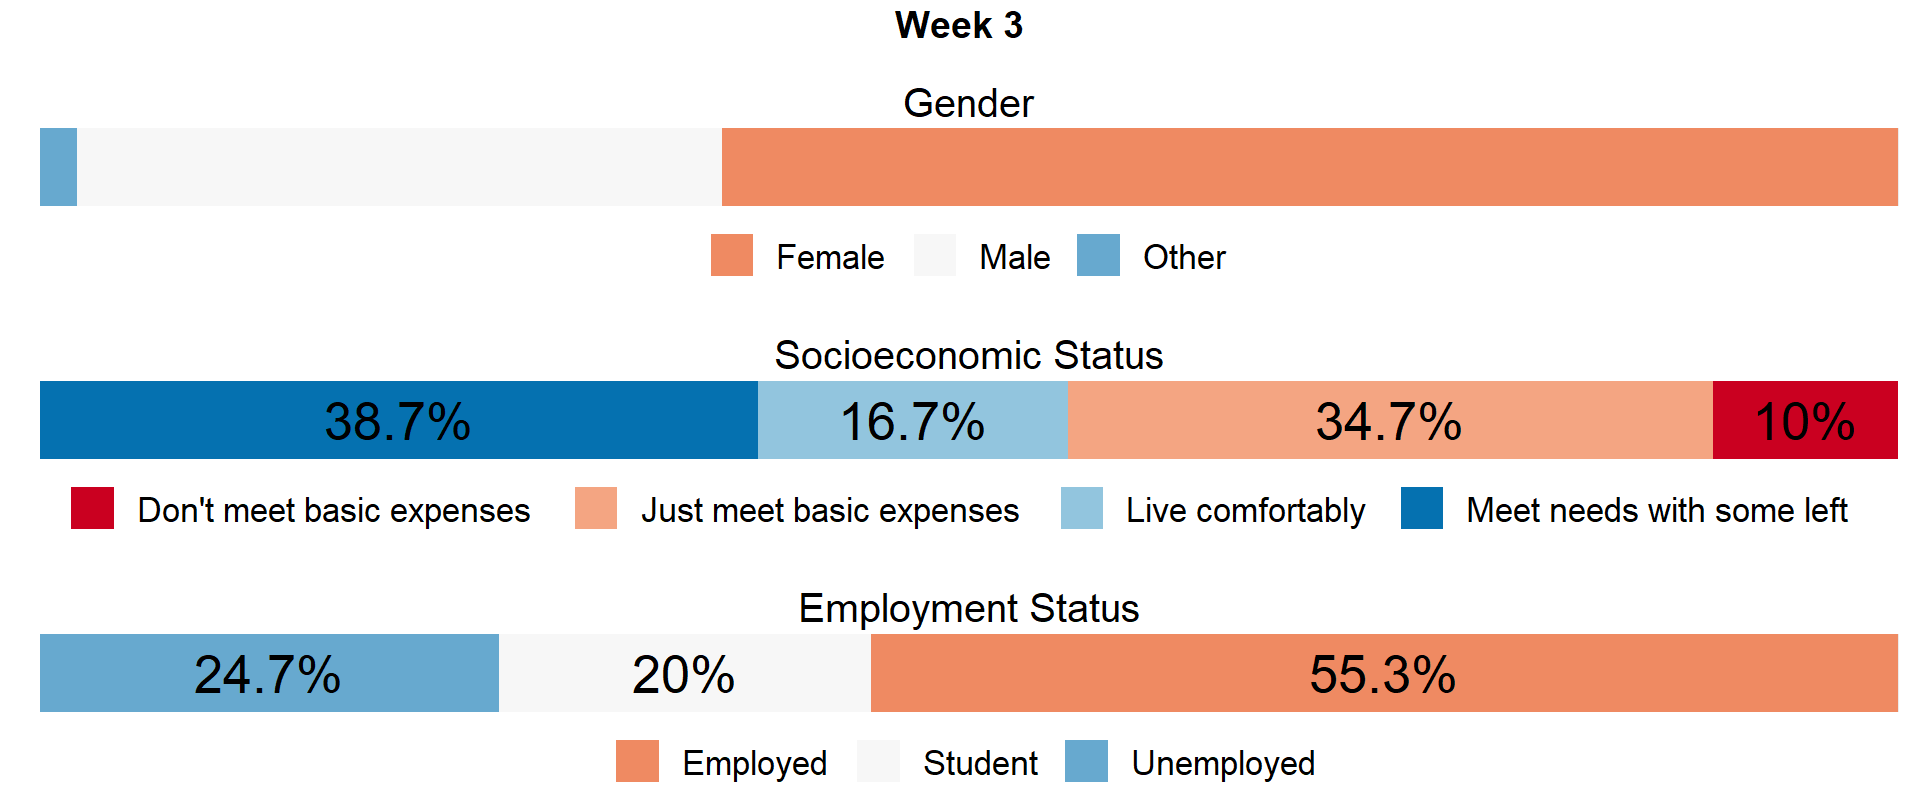 Week 3
Gender
Female Male Other
Socioeconomic Status
38.7% 16.7% 34.7% 10%
Don't meet basic expenses Just meet basic expenses Live comfortably Meet needs with some left
Employment Status
24.7% 20% 55.3%
Employed Student Unemployed